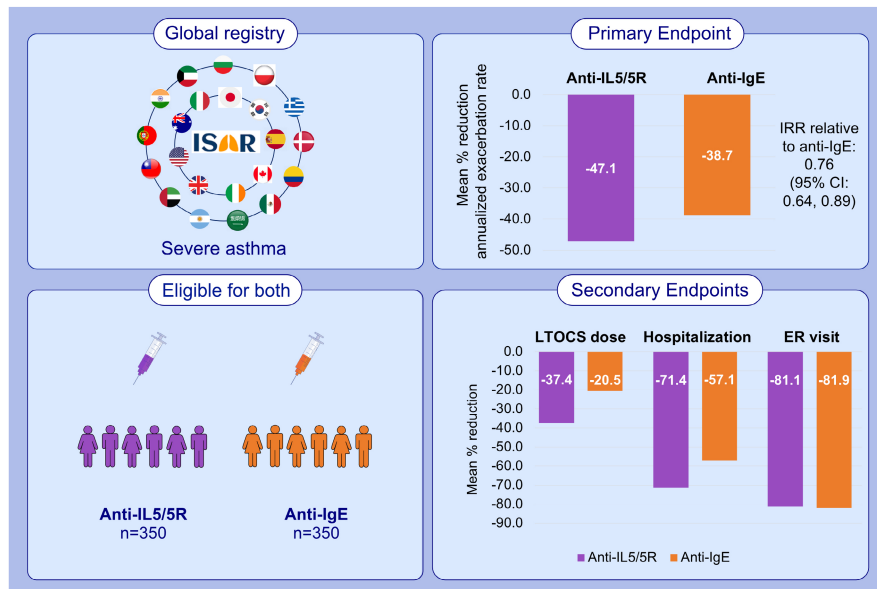 Global registry
ISAR
Severe asthma
Primary Endpoint
Anti-IL5/5R
Anti-IgE
Mean % reduction
annualized exacerbation rate
0.0
-10.0
-20.0
-30.0
-40.0
-50.0
-47.1
-38.7
IRR relative
to anti-IgE:
0.76
(95% CI:
0.64, 0.89)
Eligible for both
Anti-IL5/5R
n=350
Anti-IgE
n=350
Secondary Endpoints
LTOCS dose
Hospitalization
ER visit
Mean % reduction
0.0
-10.0
-20.0
-30.0
-40.0
-50.0
-60.0
-70.0
-80.0
-90.0
-37.4
-20.5
-71.4
-57.1
-81.1
-81.9
Anti-IL5/5R
Anti-IgE